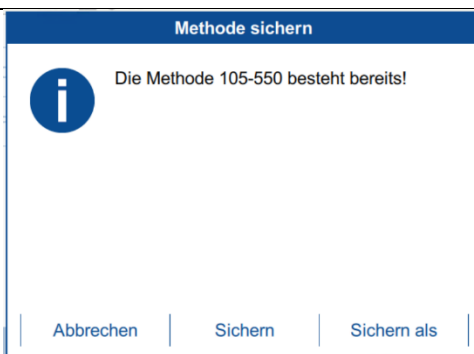 Methode sichern
Die Methode 105-550 besteht bereits!
Abbrechen
Sichern
Sichern als